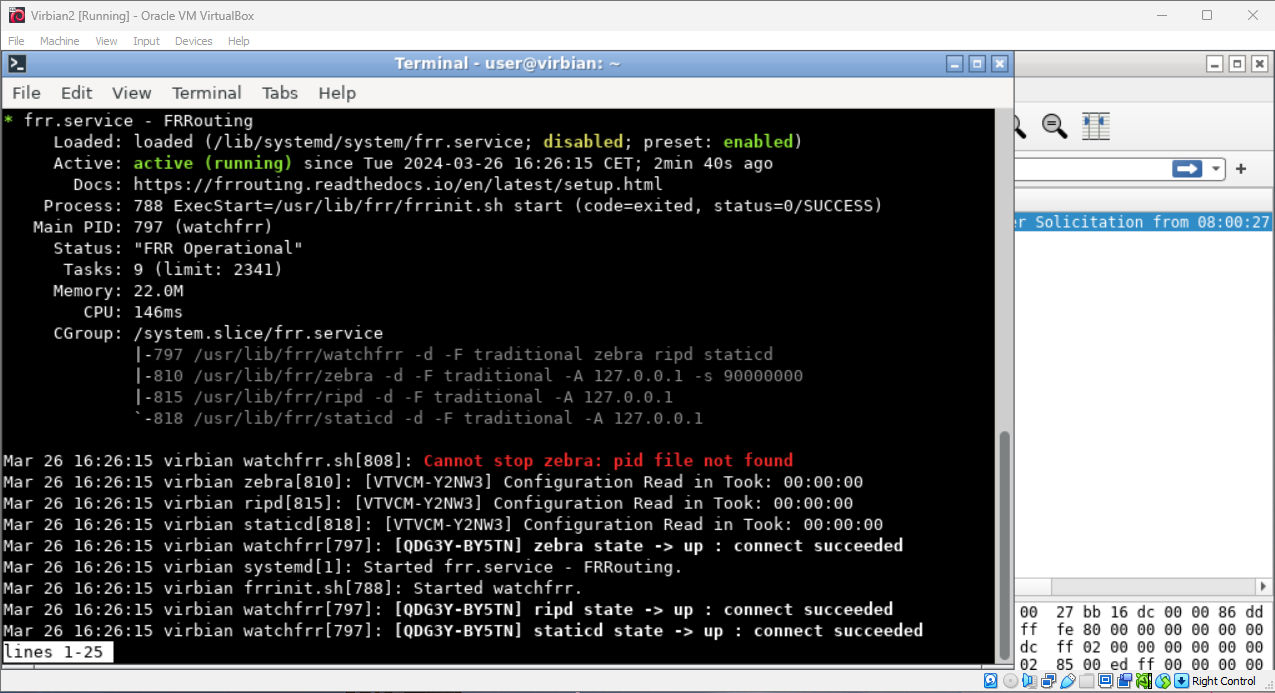 Virbian2 [Running] - Oracle VM VirtualBox
File Machine View Input Devices Help
Terminal - user@virbian: ~
File Edit View Terminal Tabs Help
* frr.service - FRRouting
Loaded: loaded (/lib/systemd/system/frr.service; disabled; preset: enabled)
Active: active (running) since Tue 2024-03-26 16:26:15 CET; 2min 40s ago
Docs: https://frrouting.readthedocs.io/en/latest/setup.html
Process: 788 ExecStart=/usr/lib/frr/frrinit.sh start (code=exited, status=0/SUCCESS)
Main PID: 797 (watchfrr)
Status: "FRR Operational"
Tasks: 9 (limit: 2341)
Memory: 22.0M
CPU: 146ms
CGroup: /system.slice/frr.service
|-797 /usr/lib/frr/watchfrr -d -F traditional zebra ripd staticd
|-810 /usr/lib/frr/zebra -d -F traditional -A 127.0.0.1 -s 90000000
|-815 /usr/lib/frr/ripd -d -F traditional -A 127.0.0.1
`-818 /usr/lib/frr/staticd -d -F traditional -A 127.0.0.1
Mar 26 16:26:15 virbian watchfrr.sh[808]: Cannot stop zebra: pid file not found
Mar 26 16:26:15 virbian zebra[810]: [VTVCM-Y2NW3] Configuration Read in Took: 00:00:00
Mar 26 16:26:15 virbian ripd[815]: [VTVCM-Y2NW3] Configuration Read in Took: 00:00:00
Mar 26 16:26:15 virbian staticd[818]: [VTVCM-Y2NW3] Configuration Read in Took: 00:00:00
Mar 26 16:26:15 virbian watchfrr[797]: [QDG3Y-BY5TN] zebra state -> up : connect succeeded
Mar 26 16:26:15 virbian systemd[1]: Started frr.service - FRRouting.
Mar 26 16:26:15 virbian frrinit.sh[788]: Started watchfrr.
Mar 26 16:26:15 virbian watchfrr[797]: [QDG3Y-BY5TN] ripd state -> up : connect succeeded
Mar 26 16:26:15 virbian watchfrr[797]: [QDG3Y-BY5TN] staticd state -> up : connect succeeded
lines 1-25
er Solicitation from 08:00:27
00 27 bb 16 dc 00 00 86 dd
ff fe 80 00 00 00 00 00 00
dc ff 02 00 00 00 00 00 00
02 85 00 ed ff 00 00 00 00
Right Control